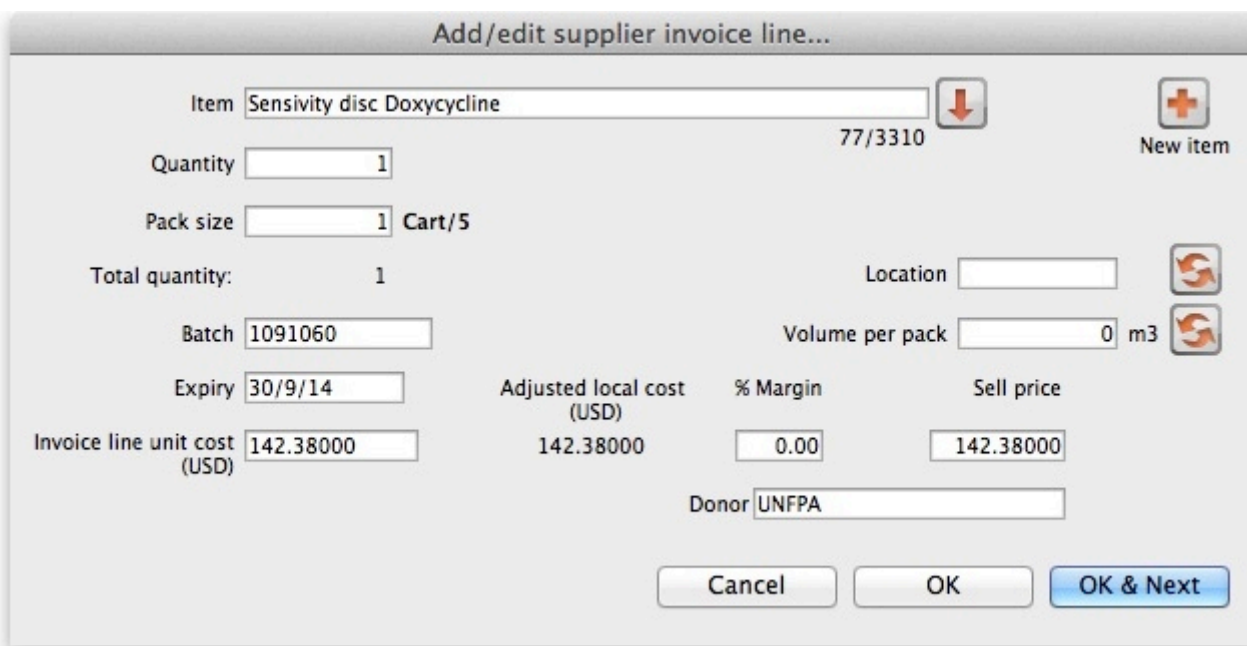 Add/edit supplier invoice line...
Item Sensivity disc Doxycycline
77/3310
New item
Quantity 1
Pack size 1 Cart/5
Total quantity: 1
Location
Batch 1091060
Volume per pack 0 m3
Expiry 30/9/14
Adjusted local cost (USD)
% Margin
Sell price
Invoice line unit cost (USD) 142.38000
142.38000
0.00
142.38000
Donor UNFPA
Cancel
OK
OK & Next